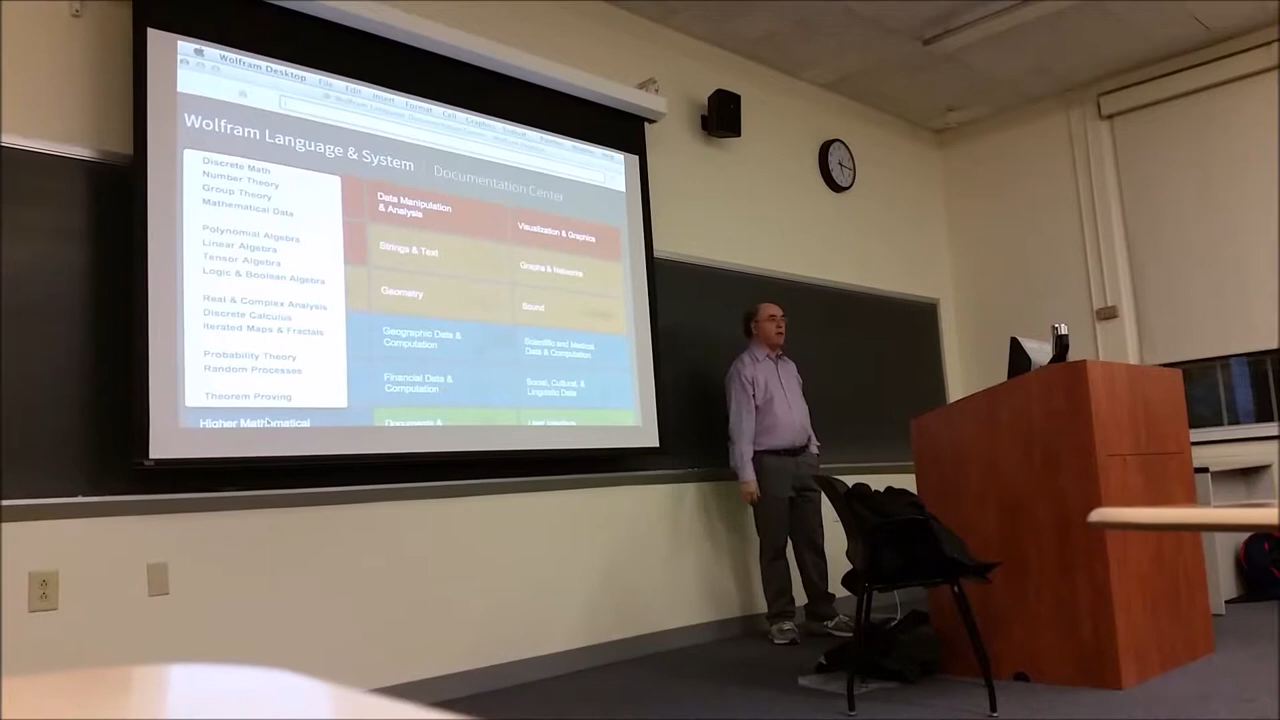 Wolfram Desktop File Edit Insert Format Cell Graphics
Wolfram Language & System | Documentation Center
Discrete Math
Number Theory
Group Theory
Mathematical Data
Polynomial Algebra
Linear Algebra
Tensor Algebra
Logic & Boolean Algebra
Real & Complex Analysis
Discrete Calculus
Iterated Maps & Fractals
Probability Theory
Random Processes
Theorem Proving
Higher Mathematical
Data Manipulation
& Analysis
Visualization & Graphics
Strings & Text
Graphs & Networks
Geometry
Sound
Geographic Data &
Computation
Scientific and Medical
Data & Computation
Financial Data &
Computation
Social, Cultural, &
Linguistic Data
Documents &